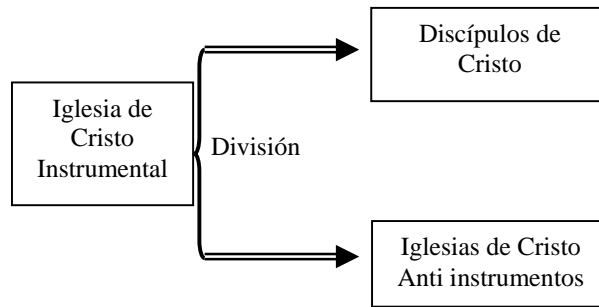 Iglesia de
Cristo
Instrumental
División
Discípulos de
Cristo
Iglesias de Cristo
Anti instrumentos